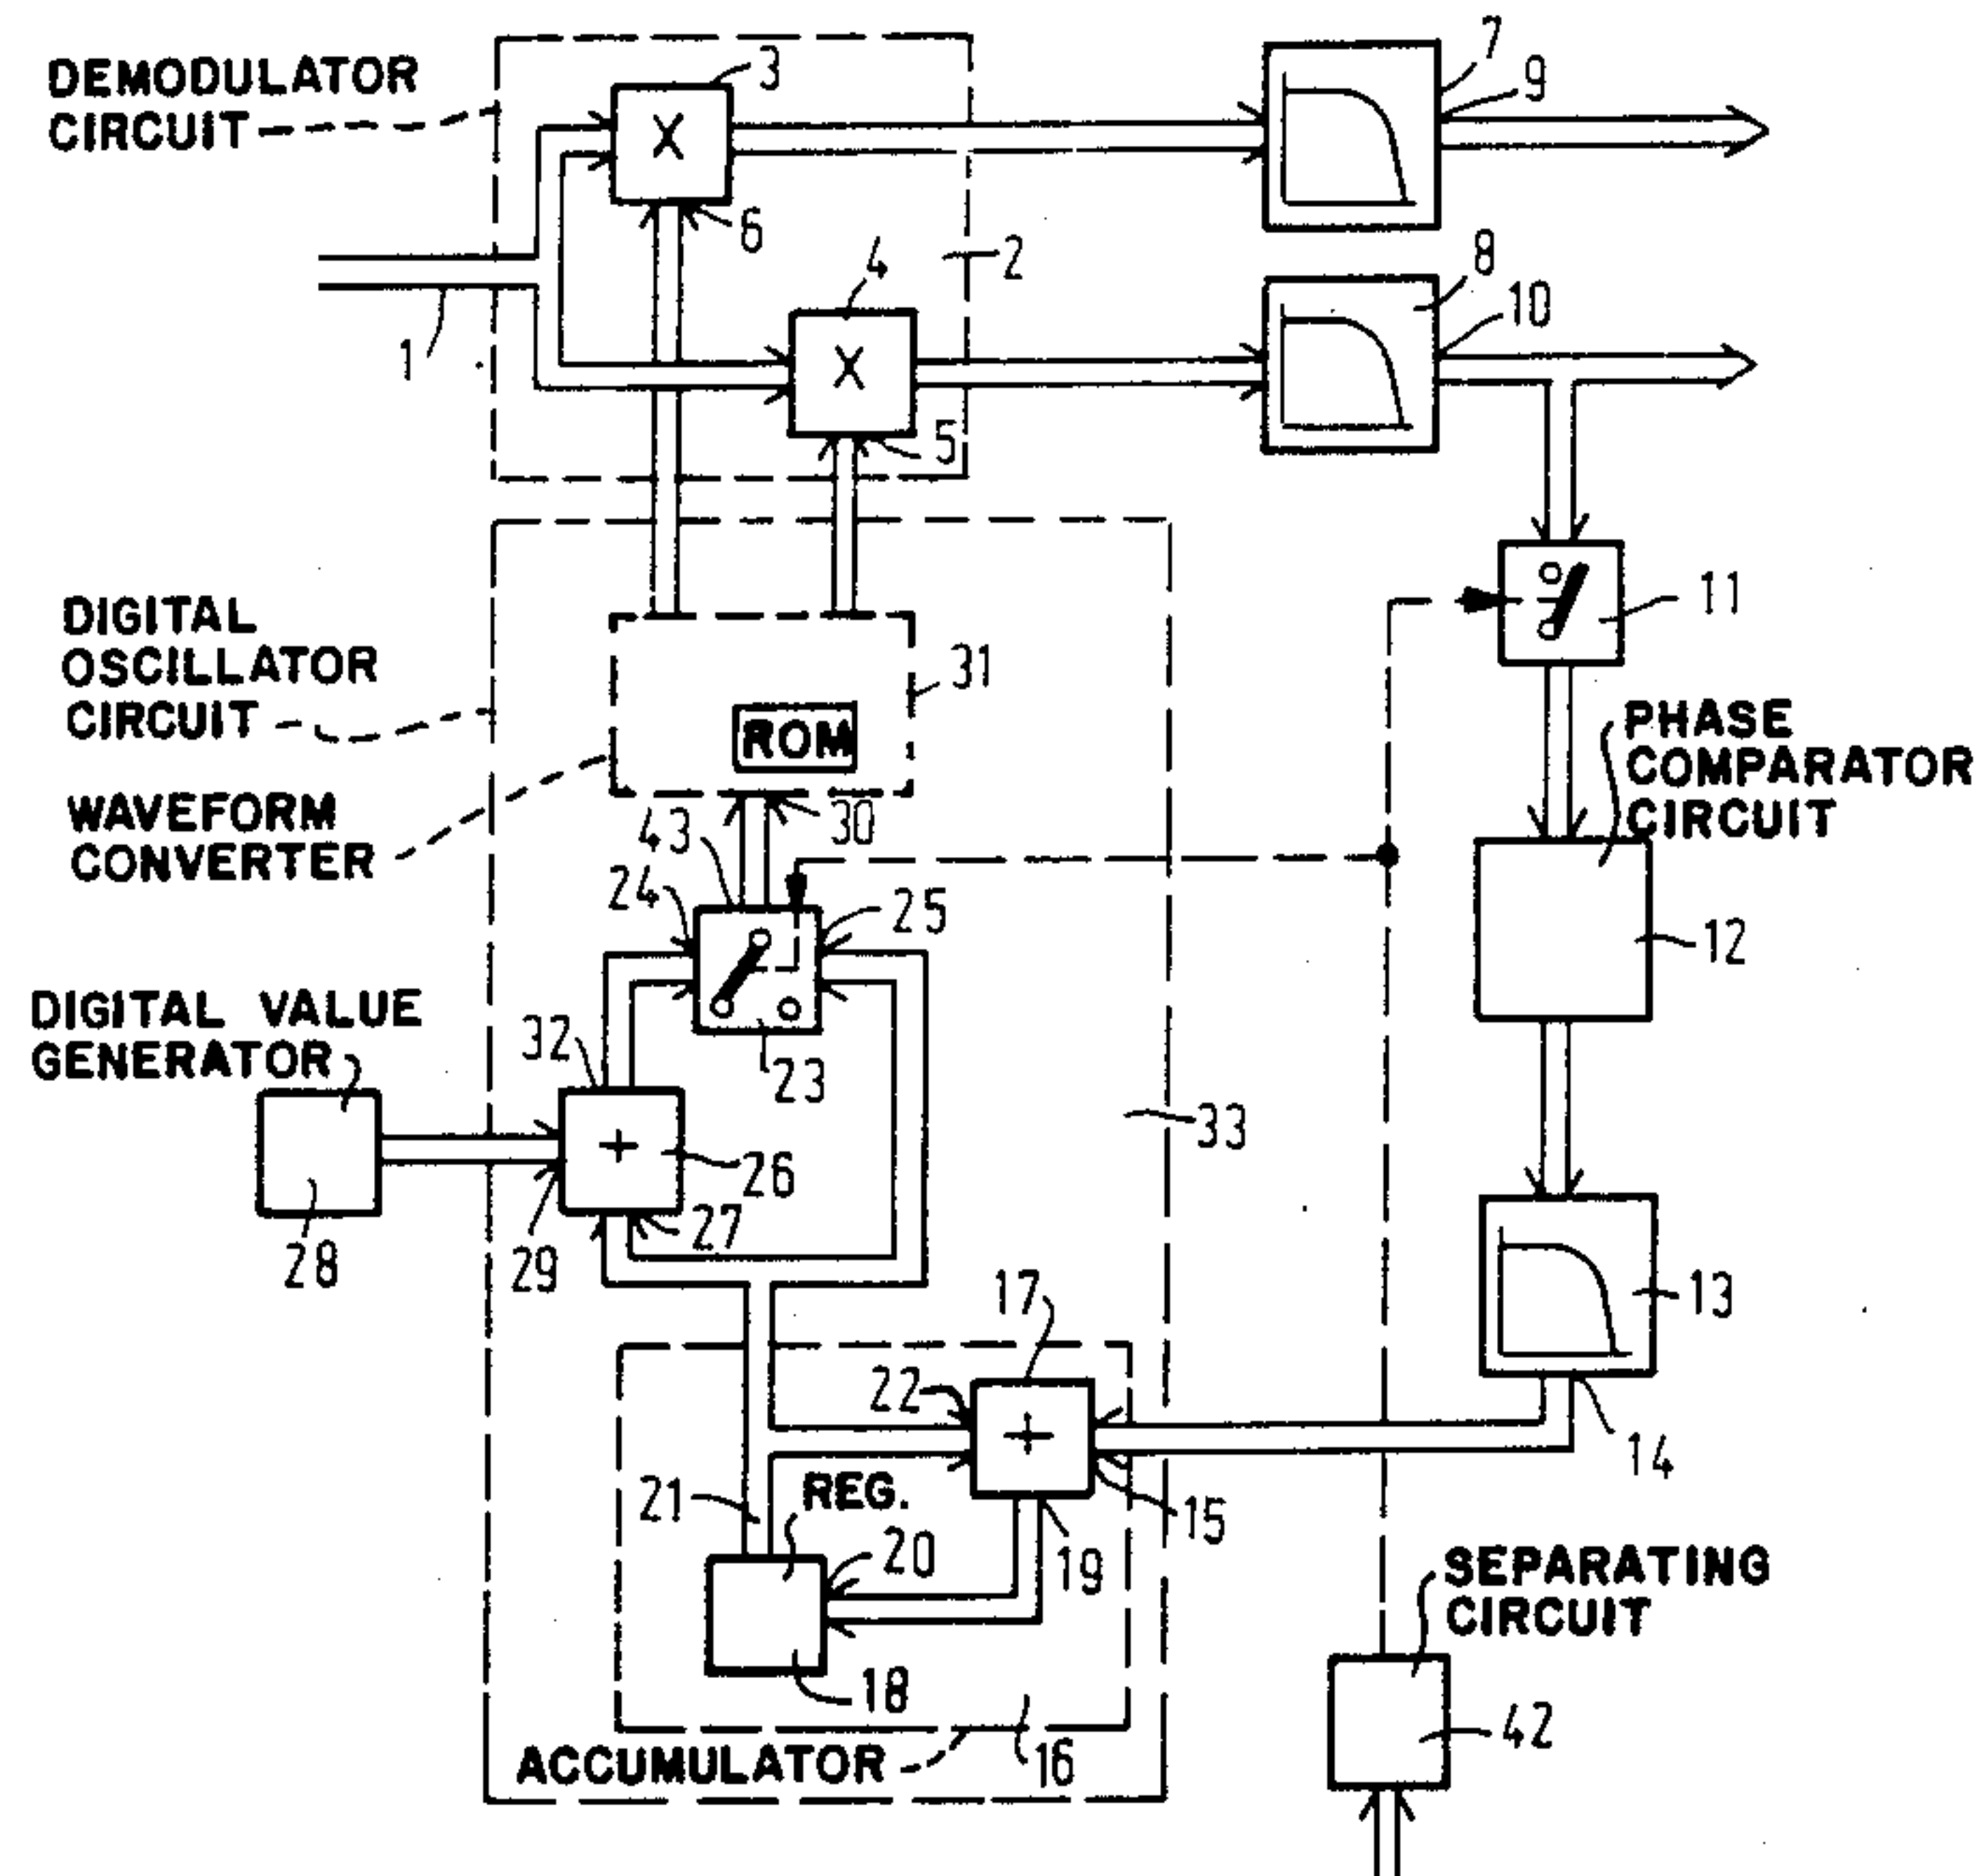 DEMODULATOR
CIRCUIT
3
X
6
7
9
2
1
4
X
5
8
10
DIGITAL
OSCILLATOR
CIRCUIT
31
ROM
11
WAVEFORM
CONVERTER
30
43
24
25
23
PHASE
COMPARATOR
CIRCUIT
12
DIGITAL VALUE
GENERATOR
32
+
26
33
28
29
27
13
14
17
22
+
15
19
21
REG.
20
18
ACCUMULATOR
16
SEPARATING
CIRCUIT
42